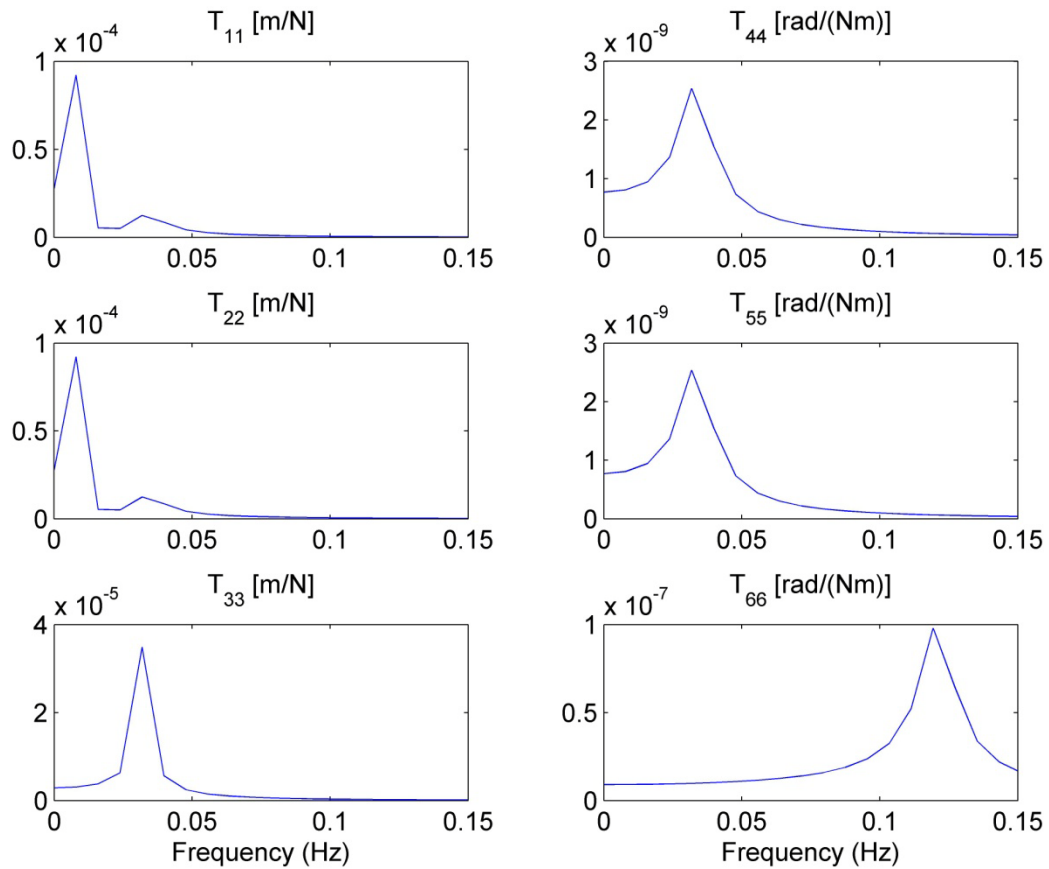 T₁₁ [m/N]
x 10⁻⁴
1
0.5
0
0 0.05 0.1 0.15
T₄₄ [rad/(Nm)]
x 10⁻⁹
3
2
1
0
0 0.05 0.1 0.15
T₂₂ [m/N]
x 10⁻⁴
1
0.5
0
0 0.05 0.1 0.15
T₅₅ [rad/(Nm)]
x 10⁻⁹
3
2
1
0
0 0.05 0.1 0.15
T₃₃ [m/N]
x 10⁻⁵
4
2
0
0 0.05 0.1 0.15
Frequency (Hz)
T₆₆ [rad/(Nm)]
x 10⁻⁷
1
0.5
0
0 0.05 0.1 0.15
Frequency (Hz)